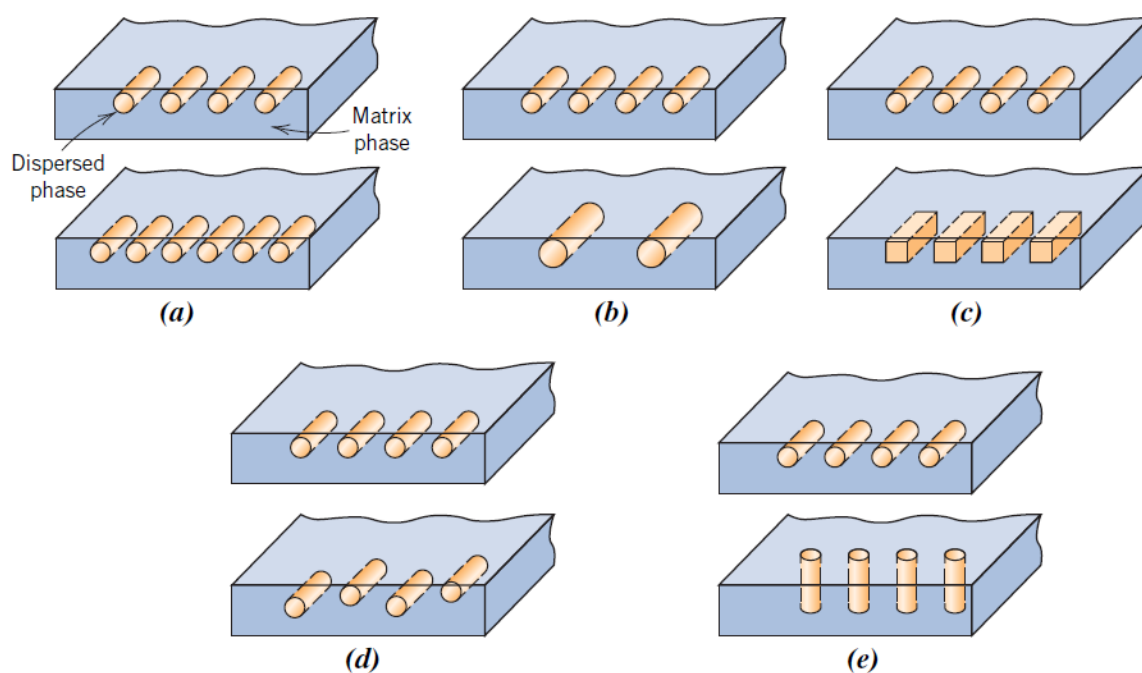 Matrix
phase
Dispersed
phase
(a)
(b)
(c)
(d)
(e)